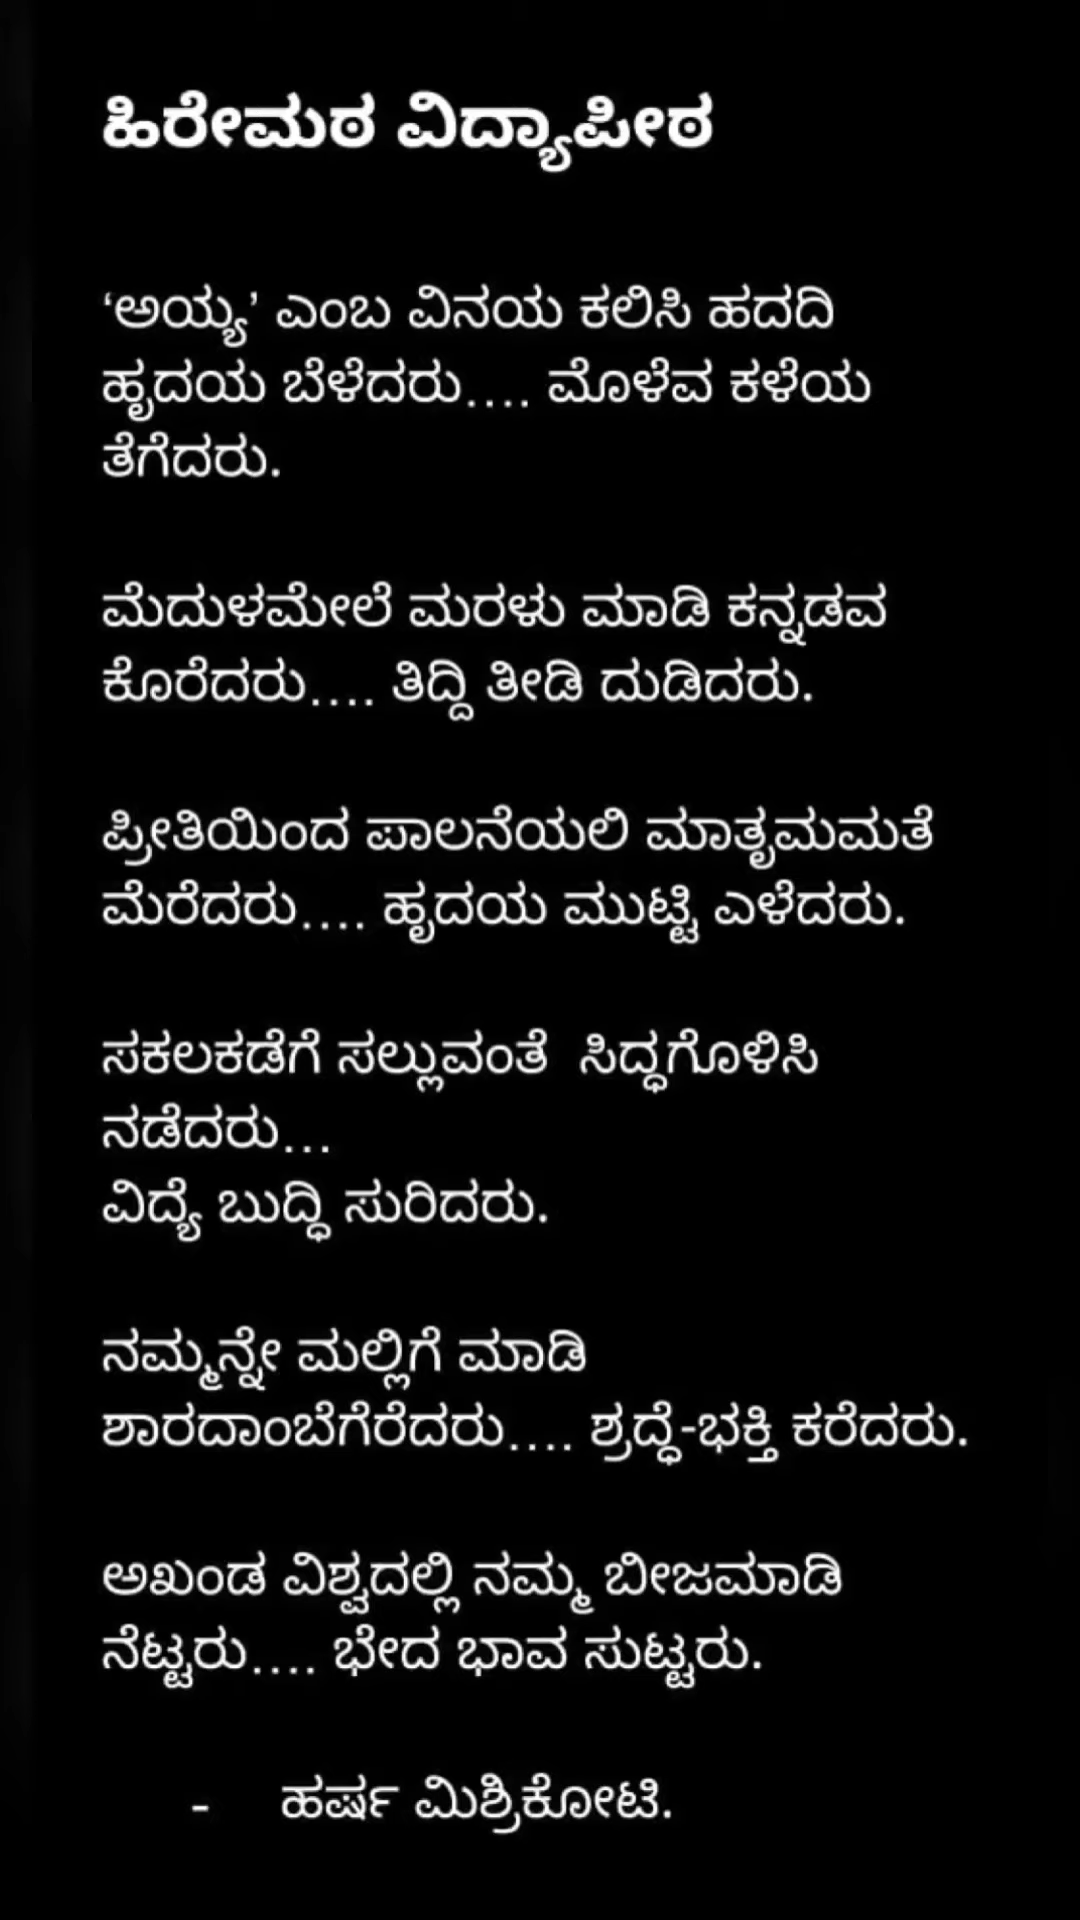 ಹಿರೇಮಠ ವಿದ್ಯಾಪೀಠ
‘ಅಯ್ಯ’ ಎಂಬ ವಿನಯ ಕಲಿಸಿ ಹದದಿ
ಹೃದಯ ಬೆಳೆದರು.... ಮೊಳೆವ ಕಳೆಯ
ತೆಗೆದರು.
ಮೆದುಳಮೇಲೆ ಮರಳು ಮಾಡಿ ಕನ್ನಡವ
ಕೊರೆದರು.... ತಿದ್ದಿ ತೀಡಿ ದುಡಿದರು.
ಪ್ರೀತಿಯಿಂದ ಪಾಲನೆಯಲಿ ಮಾತೃಮಮತೆ
ಮೆರೆದರು.... ಹೃದಯ ಮುಟ್ಟಿ ಎಳೆದರು.
ಸಕಲಕಡೆಗೆ ಸಲ್ಲುವಂತೆ  ಸಿದ್ಧಗೊಳಿಸಿ
ನಡೆದರು...
ವಿದ್ಯೆ ಬುದ್ಧಿ ಸುರಿದರು.
ನಮ್ಮನ್ನೇ ಮಲ್ಲಿಗೆ ಮಾಡಿ
ಶಾರದಾಂಬೆಗೆರೆದರು.... ಶ್ರದ್ಧೆ-ಭಕ್ತಿ ಕರೆದರು.
ಅಖಂಡ ವಿಶ್ವದಲ್ಲಿ ನಮ್ಮ ಬೀಜಮಾಡಿ
ನೆಟ್ಟರು.... ಭೇದ ಭಾವ ಸುಟ್ಟರು.
- ಹರ್ಷ ಮಿಶ್ರಿಕೋಟಿ.